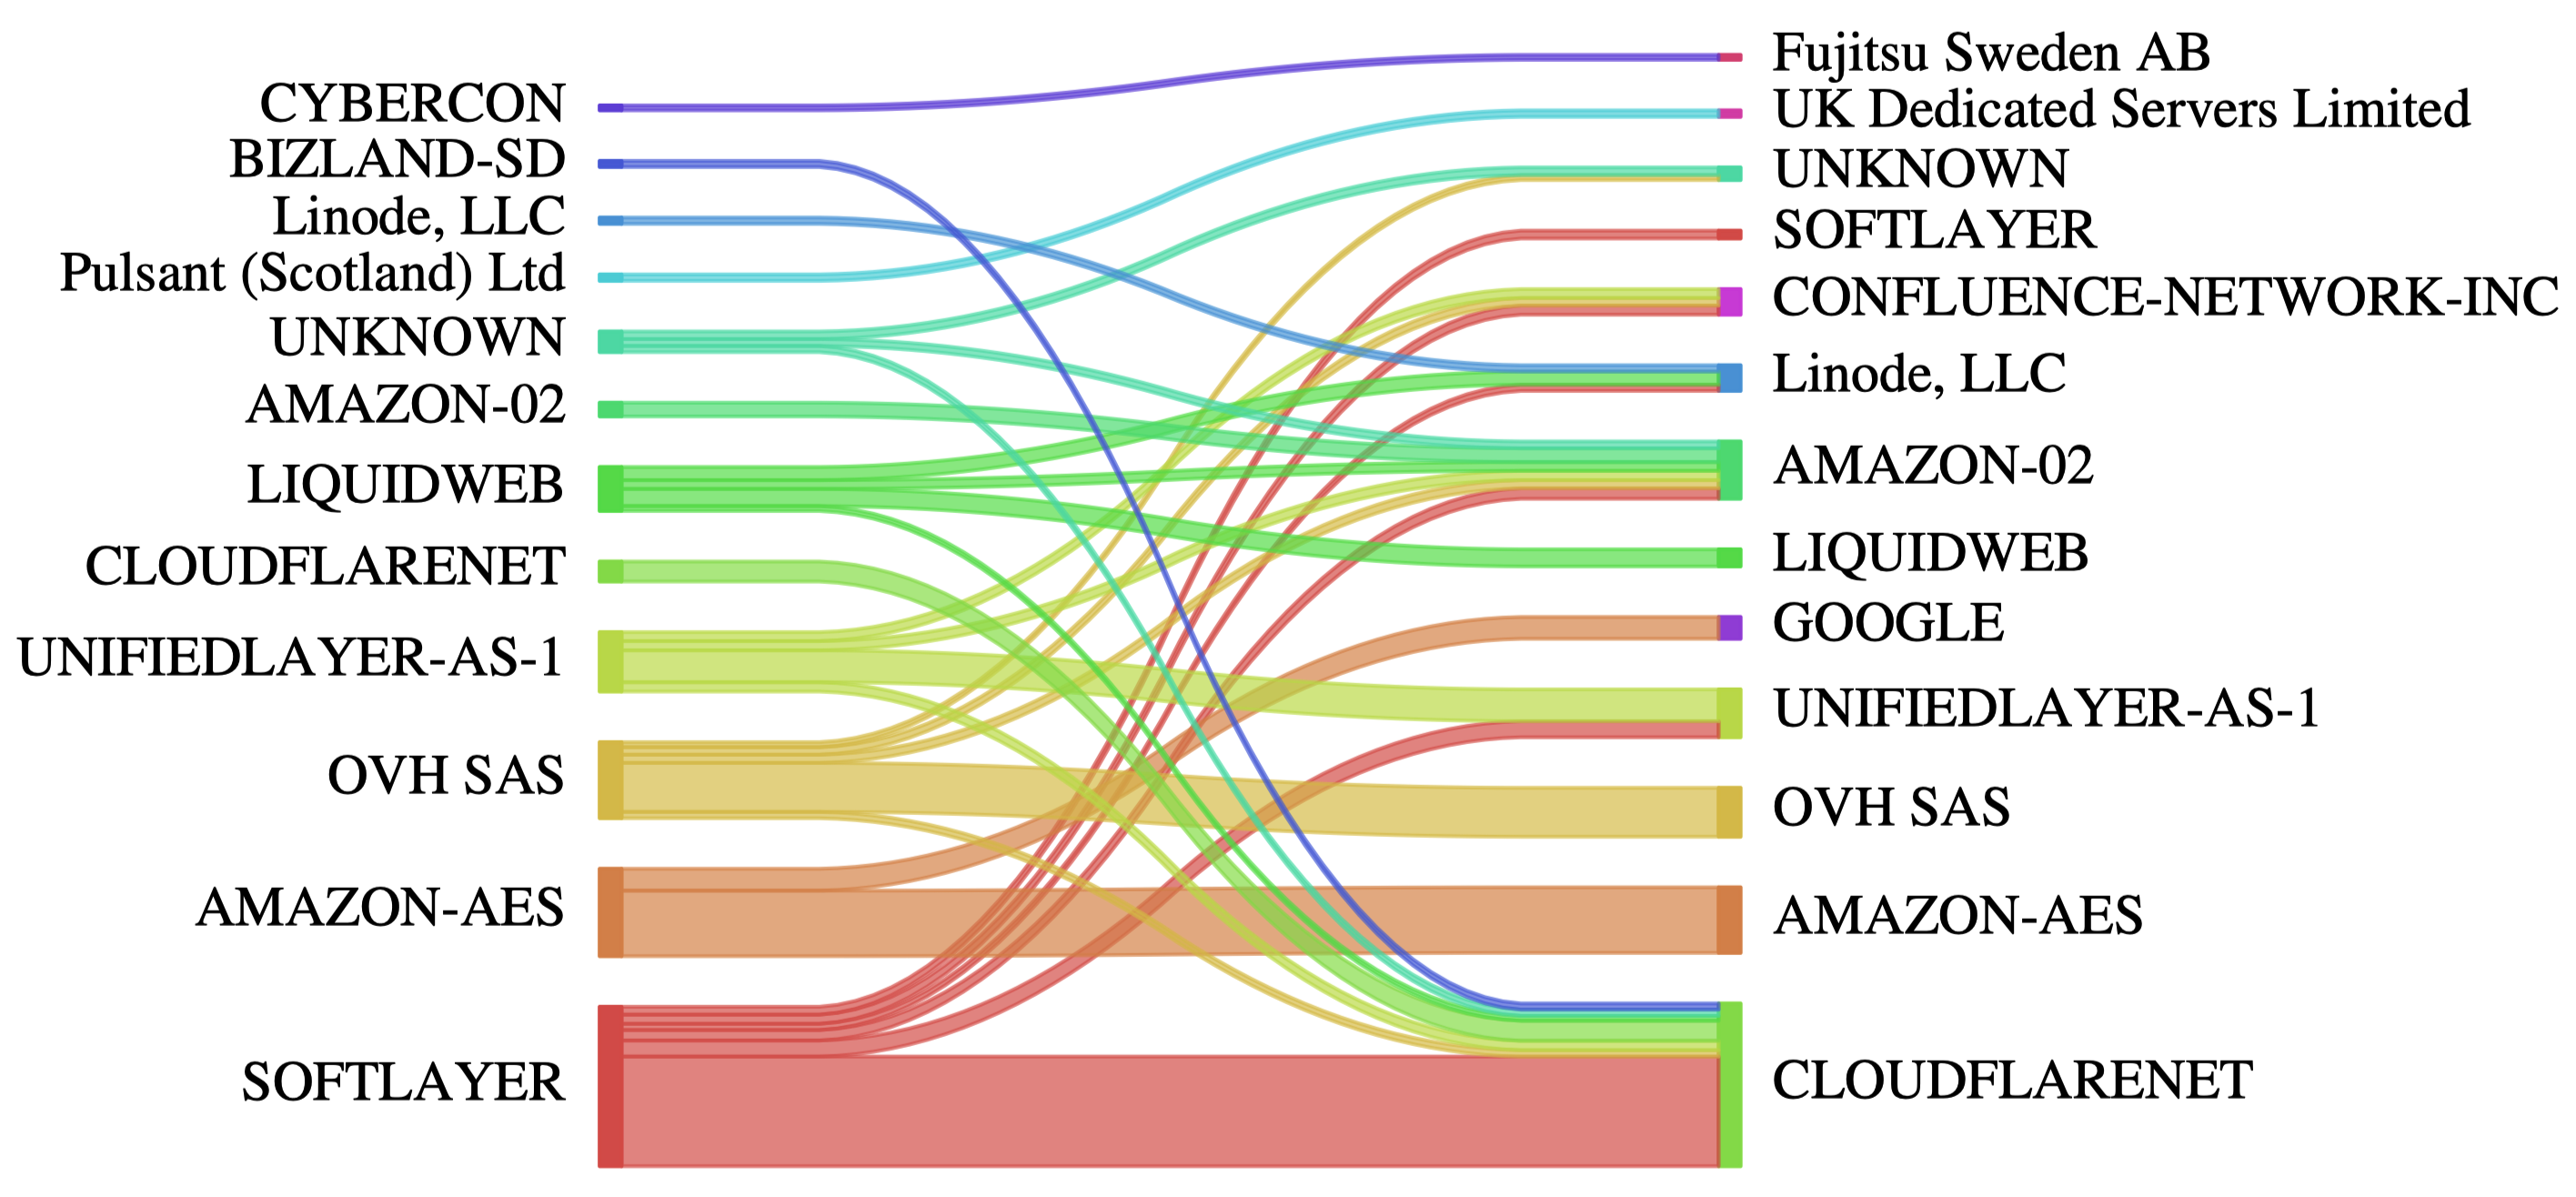 CYBERCON
BIZLAND-SD
Linode, LLC
Pulsant (Scotland) Ltd
UNKNOWN
AMAZON-02
LIQUIDWEB
CLOUDFLARENET
UNIFIEDLAYER-AS-1
OVH SAS
AMAZON-AES
SOFTLAYER
Fujitsu Sweden AB
UK Dedicated Servers Limited
UNKNOWN
SOFTLAYER
CONFLUENCE-NETWORK-INC
Linode, LLC
AMAZON-02
LIQUIDWEB
GOOGLE
UNIFIEDLAYER-AS-1
OVH SAS
AMAZON-AES
CLOUDFLARENET